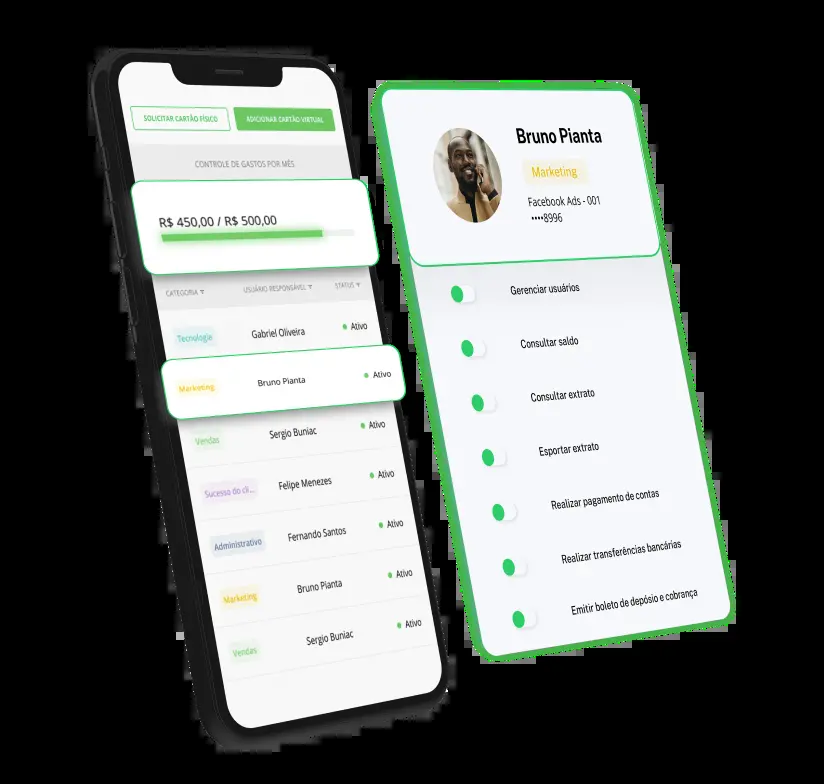 SOLICITAR CARTÃO FÍSICO
ADICIONAR CARTÃO VIRTUAL
CONTROLE DE GASTOS POR MÊS
R$ 450,00 / R$ 500,00
CATEGORIA USUÁRIO RESPONSÁVEL STATUS
Tecnologia Gabriel Oliveira Ativo
Marketing Bruno Pianta Ativo
Vendas Sergio Buniac Ativo
Sucesso do cli... Felipe Menezes Ativo
Administrativo Fernando Santos Ativo
Marketing Bruno Pianta Ativo
Vendas Sergio Buniac Ativo
Bruno Pianta
Marketing
Facebook Ads - 001
••••8996
Gerenciar usuários
Consultar saldo
Consultar extrato
Esportar extrato
Realizar pagamento de contas
Realizar transferências bancárias
Emitir boleto de depósio e cobrança